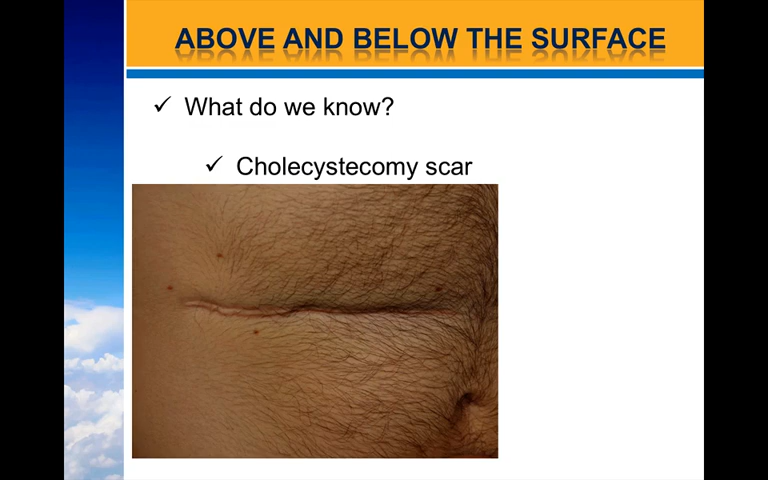 ABOVE AND BELOW THE SURFACE
What do we know?
Cholecystecomy scar